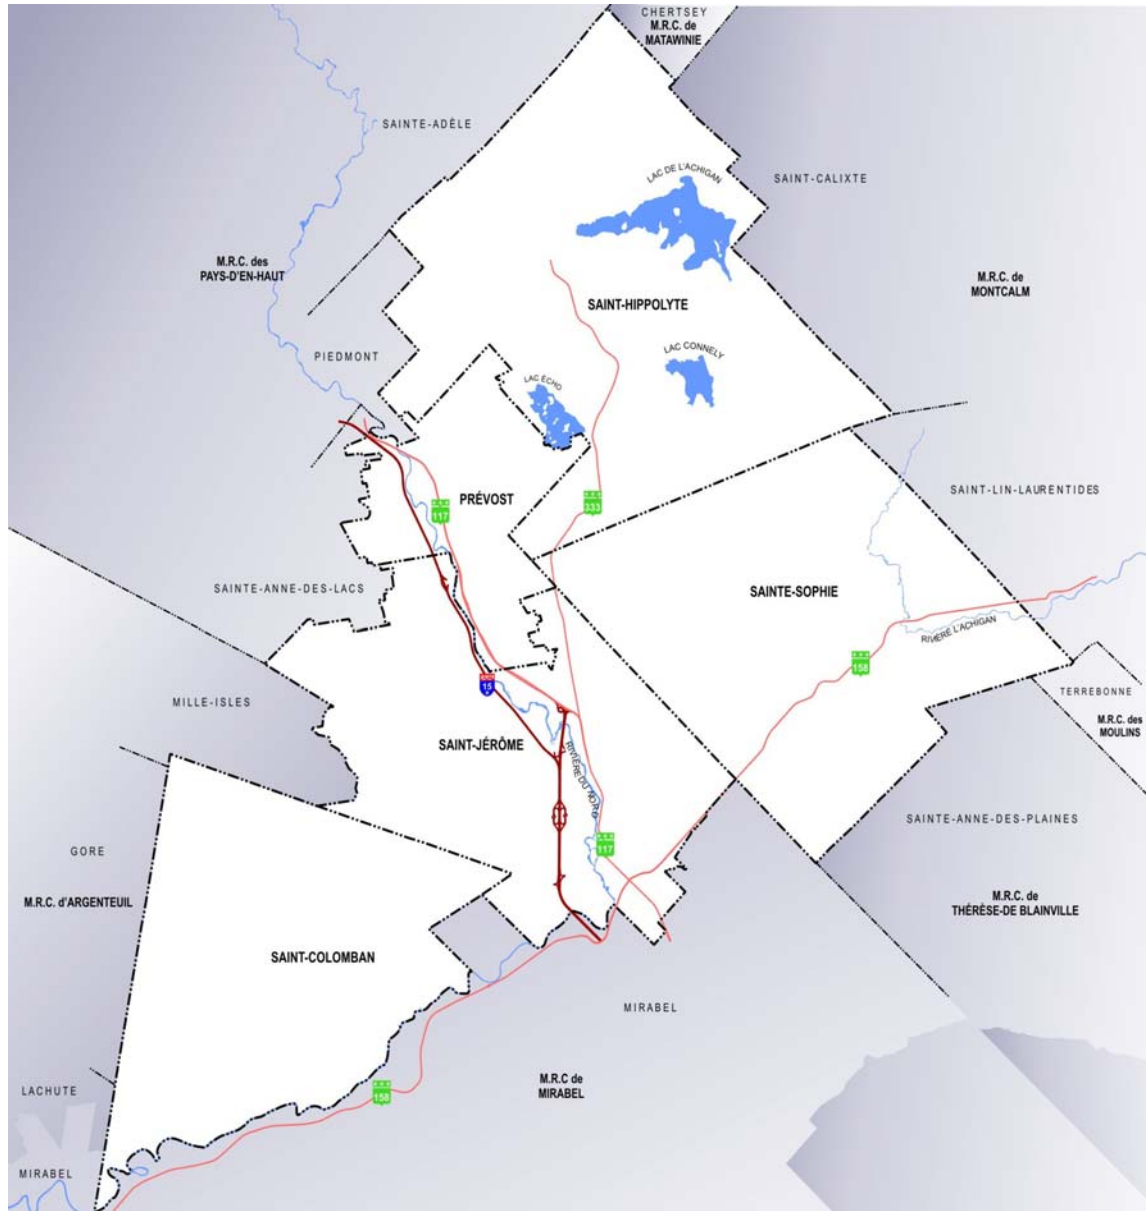 CHERTSEY
M.R.C. de
MATAWINIE
SAINTE-ADÈLE
LAC DE L'ACHIGAN
SAINT-CALIXTE
M.R.C. des
PAYS-D'EN-HAUT
M.R.C. de
MONTCALM
SAINT-HIPPOLYTE
PIEDMONT
LAC CONNELY
LAC ÉCHO
SAINT-LIN-LAURENTIDES
PRÉVOST
117
333
SAINTE-ANNE-DES-LACS
SAINTE-SOPHIE
RIVIÈRE L'ACHIGAN
158
15
TERREBONNE
MILLE-ISLES
M.R.C. des
MOULINS
SAINT-JÉRÔME
RIVIÈRE DU NORD
SAINTE-ANNE-DES-PLAINES
117
GORE
M.R.C. d'ARGENTEUIL
M.R.C. de
THÉRÈSE-DE BLAINVILLE
SAINT-COLOMBAN
MIRABEL
M.R.C de
MIRABEL
LACHUTE
158
MIRABEL